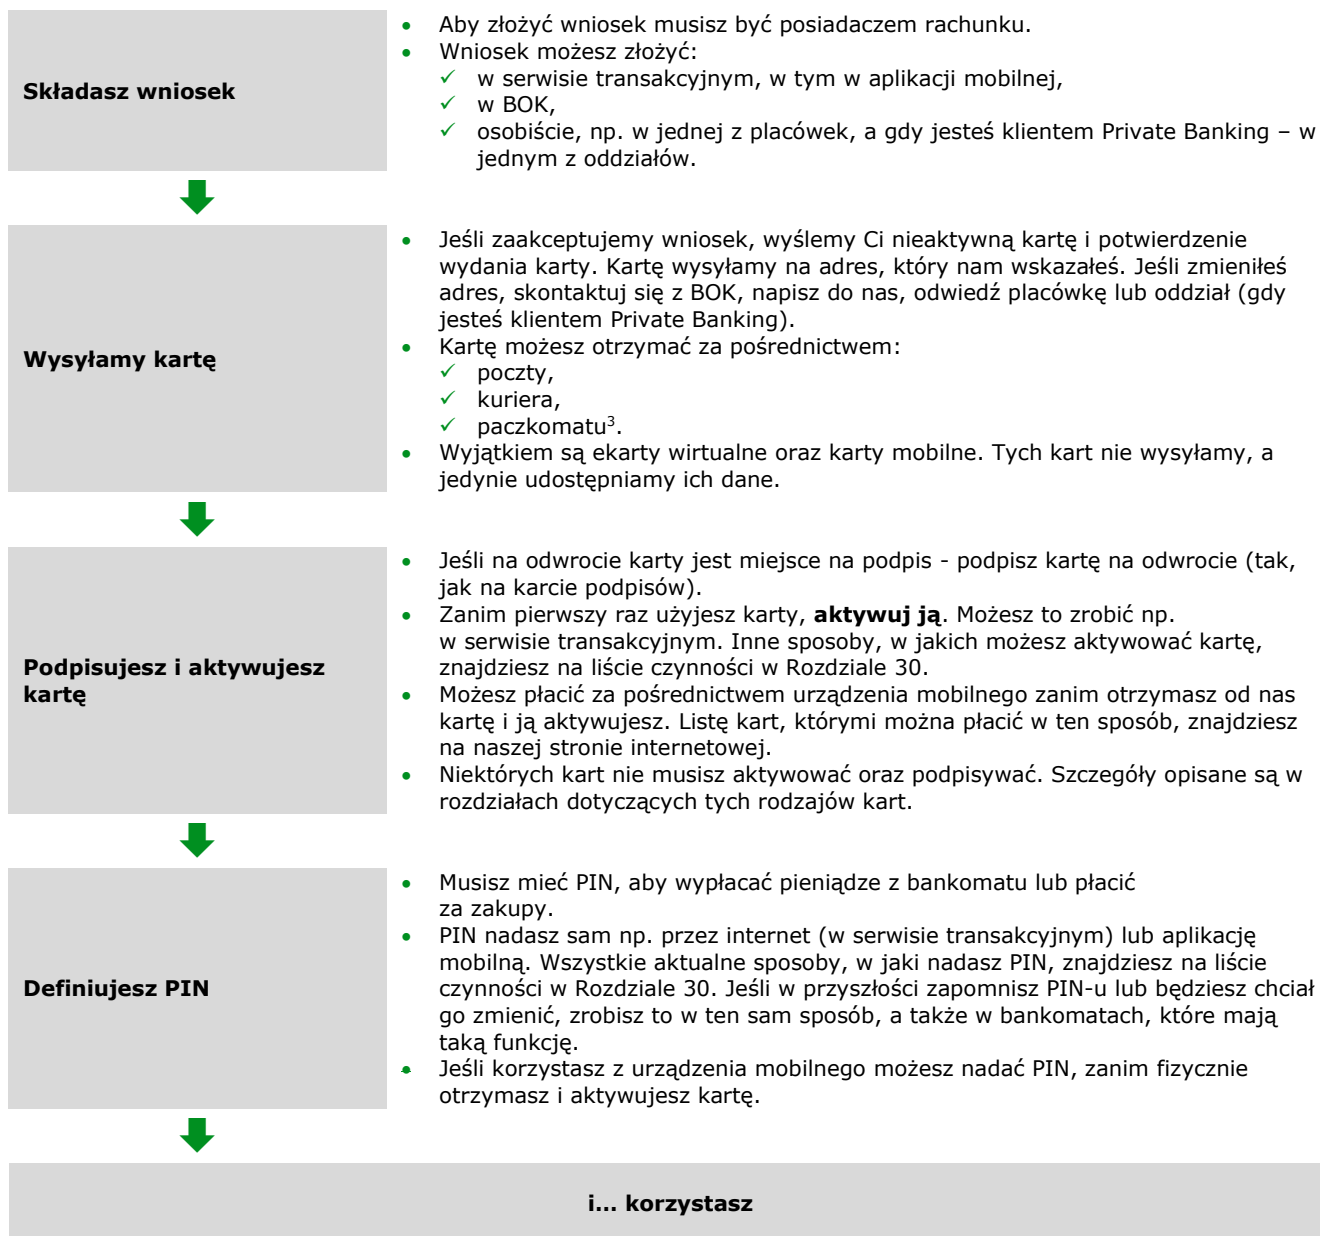 Składasz wniosek
• Aby złożyć wniosek musisz być posiadaczem rachunku.
• Wniosek możesz złożyć:
✓ w serwisie transakcyjnym, w tym w aplikacji mobilnej,
✓ w BOK,
✓ osobiście, np. w jednej z placówek, a gdy jesteś klientem Private Banking – w
jednym z oddziałów.
Wysyłamy kartę
• Jeśli zaakceptujemy wniosek, wyślemy Ci nieaktywną kartę i potwierdzenie
wydania karty. Kartę wysyłamy na adres, który nam wskazałeś. Jeśli zmieniłeś
adres, skontaktuj się z BOK, napisz do nas, odwiedź placówkę lub oddział (gdy
jesteś klientem Private Banking).
• Kartę możesz otrzymać za pośrednictwem:
✓ poczty,
✓ kuriera,
✓ paczkomatu³.
• Wyjątkiem są ekarty wirtualne oraz karty mobilne. Tych kart nie wysyłamy, a
jedynie udostępniamy ich dane.
Podpisujesz i aktywujesz
kartę
• Jeśli na odwrocie karty jest miejsce na podpis - podpisz kartę na odwrocie (tak,
jak na karcie podpisów).
• Zanim pierwszy raz użyjesz karty, aktywuj ją. Możesz to zrobić np.
w serwisie transakcyjnym. Inne sposoby, w jakich możesz aktywować kartę,
znajdziesz na liście czynności w Rozdziale 30.
• Możesz płacić za pośrednictwem urządzenia mobilnego zanim otrzymasz od nas
kartę i ją aktywujesz. Listę kart, którymi można płacić w ten sposób, znajdziesz
na naszej stronie internetowej.
• Niektórych kart nie musisz aktywować oraz podpisywać. Szczegóły opisane są w
rozdziałach dotyczących tych rodzajów kart.
Definiujesz PIN
• Musisz mieć PIN, aby wypłacać pieniądze z bankomatu lub płacić
za zakupy.
• PIN nadasz sam np. przez internet (w serwisie transakcyjnym) lub aplikację
mobilną. Wszystkie aktualne sposoby, w jaki nadasz PIN, znajdziesz na liście
czynności w Rozdziale 30. Jeśli w przyszłości zapomnisz PIN-u lub będziesz chciał
go zmienić, zrobisz to w ten sam sposób, a także w bankomatach, które mają
taką funkcję.
• Jeśli korzystasz z urządzenia mobilnego możesz nadać PIN, zanim fizycznie
otrzymasz i aktywujesz kartę.
i... korzystasz